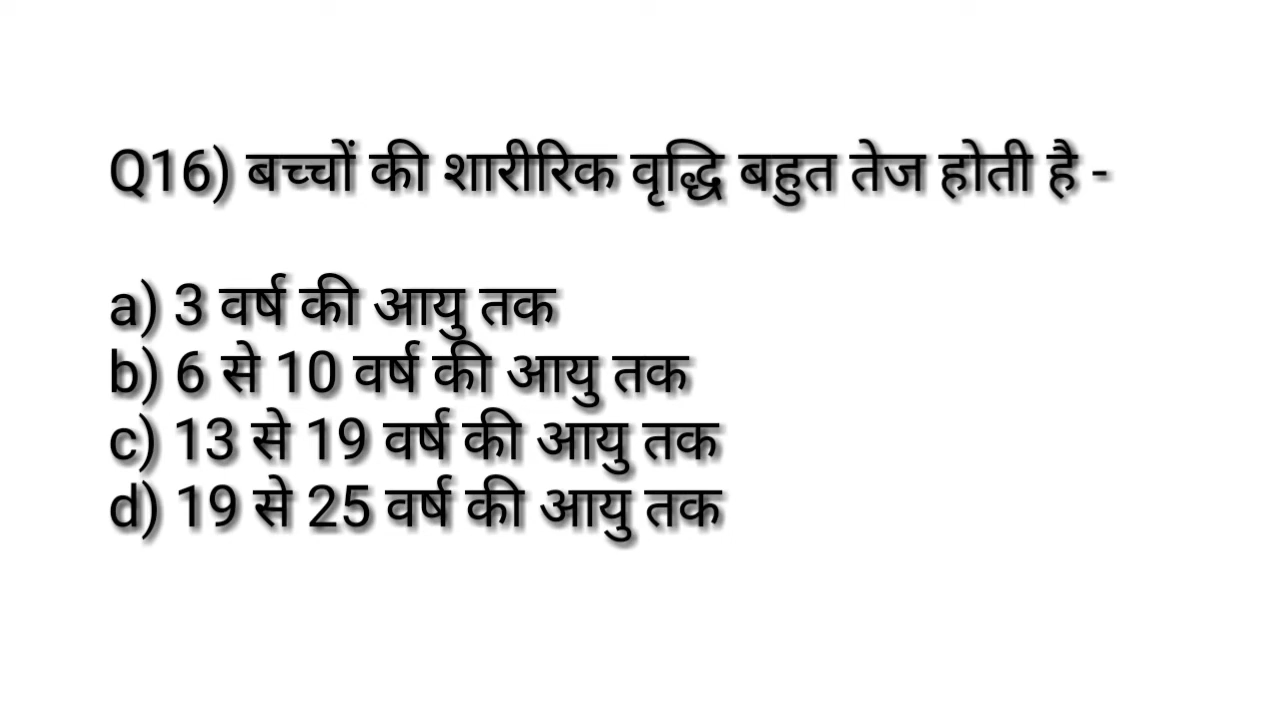 Q16) बच्चों की शारीरिक वृद्धि बहुत तेज होती है -
a) 3 वर्ष की आयु तक
b) 6 से 10 वर्ष की आयु तक
c) 13 से 19 वर्ष की आयु तक
d) 19 से 25 वर्ष की आयु तक